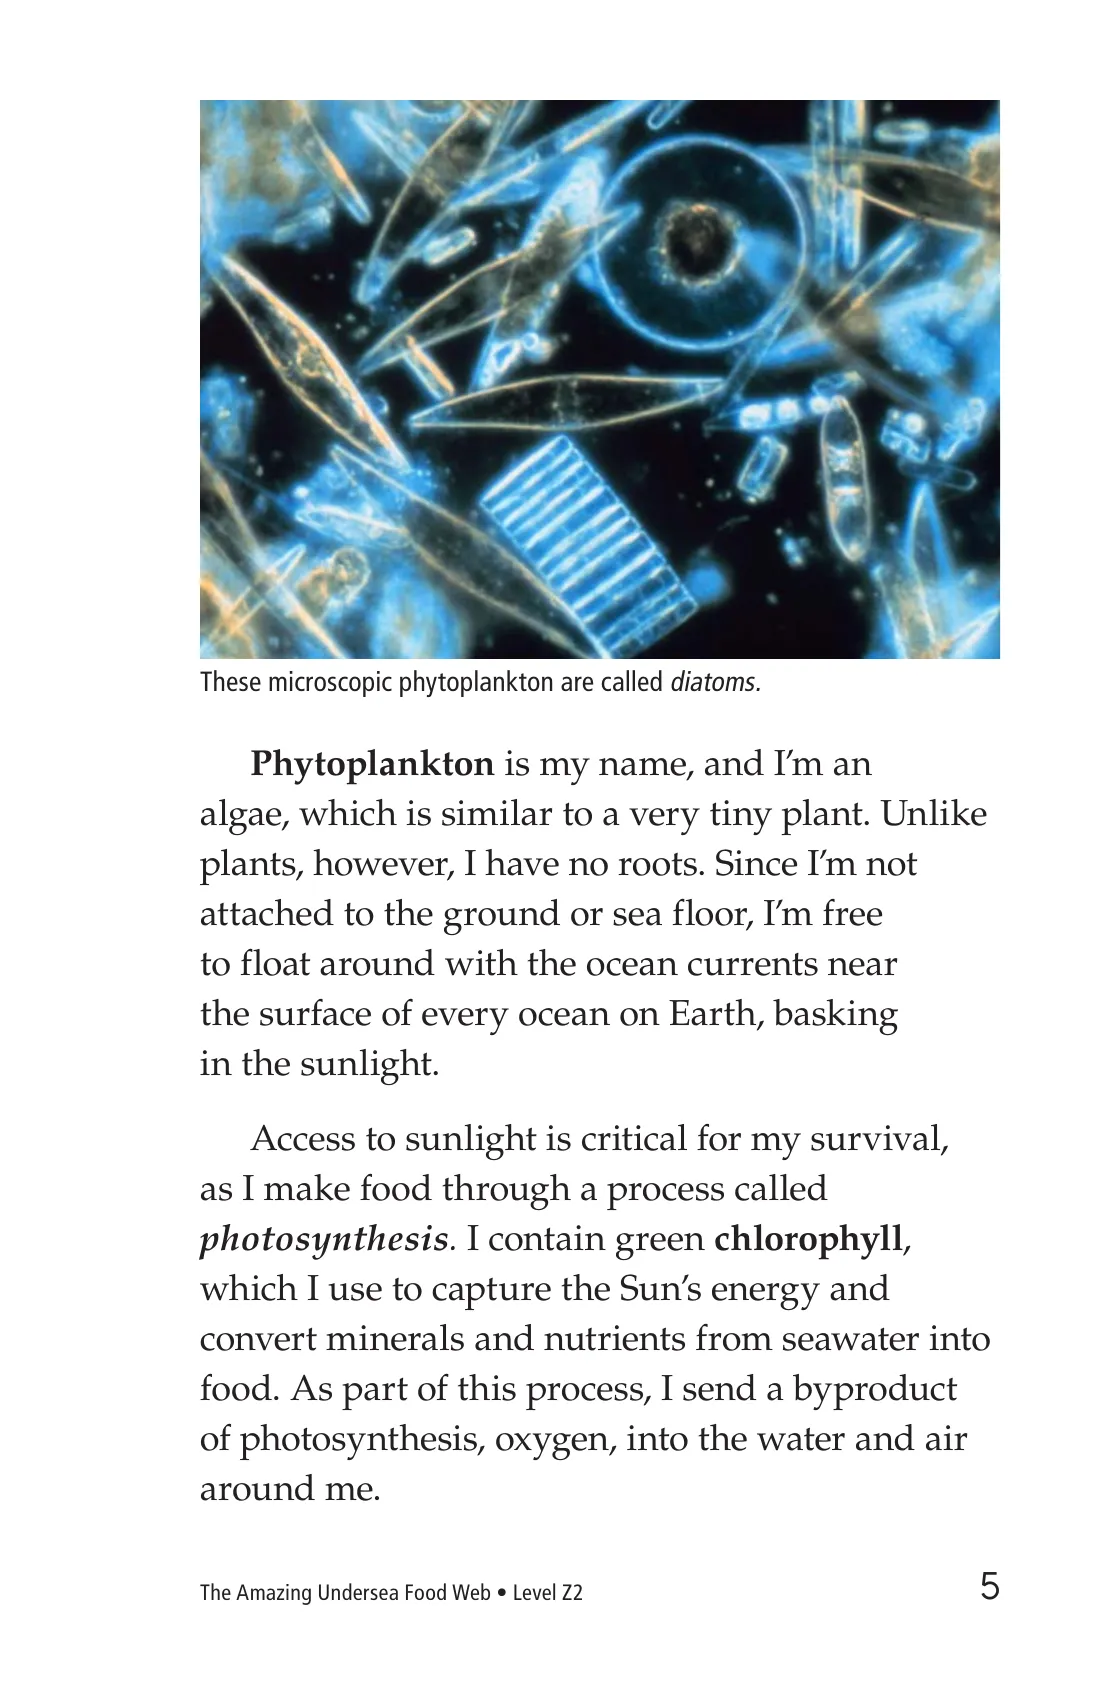 These microscopic phytoplankton are called diatoms.
Phytoplankton is my name, and I’m an
algae, which is similar to a very tiny plant. Unlike
plants, however, I have no roots. Since I’m not
attached to the ground or sea floor, I’m free
to float around with the ocean currents near
the surface of every ocean on Earth, basking
in the sunlight.
Access to sunlight is critical for my survival,
as I make food through a process called
photosynthesis. I contain green chlorophyll,
which I use to capture the Sun’s energy and
convert minerals and nutrients from seawater into
food. As part of this process, I send a byproduct
of photosynthesis, oxygen, into the water and air
around me.
The Amazing Undersea Food Web • Level Z2
5